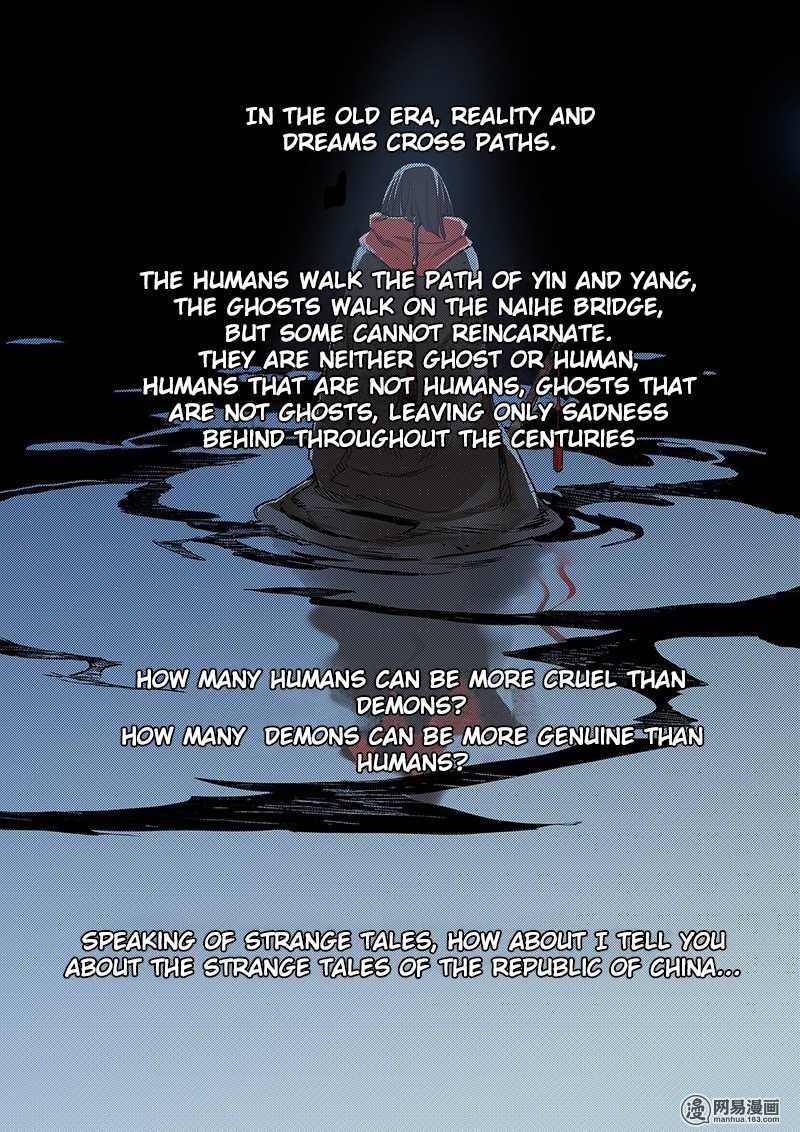 IN THE OLD ERA, REALITY AND
DREAMS CROSS PATHS.
THE HUMANS WALK THE PATH OF YIN AND YANG,
THE GHOSTS WALK ON THE NAIHE BRIDGE,
BUT SOME CANNOT REINCARNATE.
THEY ARE NEITHER GHOST OR HUMAN,
HUMANS THAT ARE NOT HUMANS, GHOSTS THAT
ARE NOT GHOSTS, LEAVING ONLY SADNESS
BEHIND THROUGHOUT THE CENTURIES
HOW MANY HUMANS CAN BE MORE CRUEL THAN
DEMONS?
HOW MANY DEMONS CAN BE MORE GENUINE THAN
HUMANS?
SPEAKING OF STRANGE TALES, HOW ABOUT I TELL YOU
ABOUT THE STRANGE TALES OF THE REPUBLIC OF CHINA...
漫 网易漫画
manhua.163.com